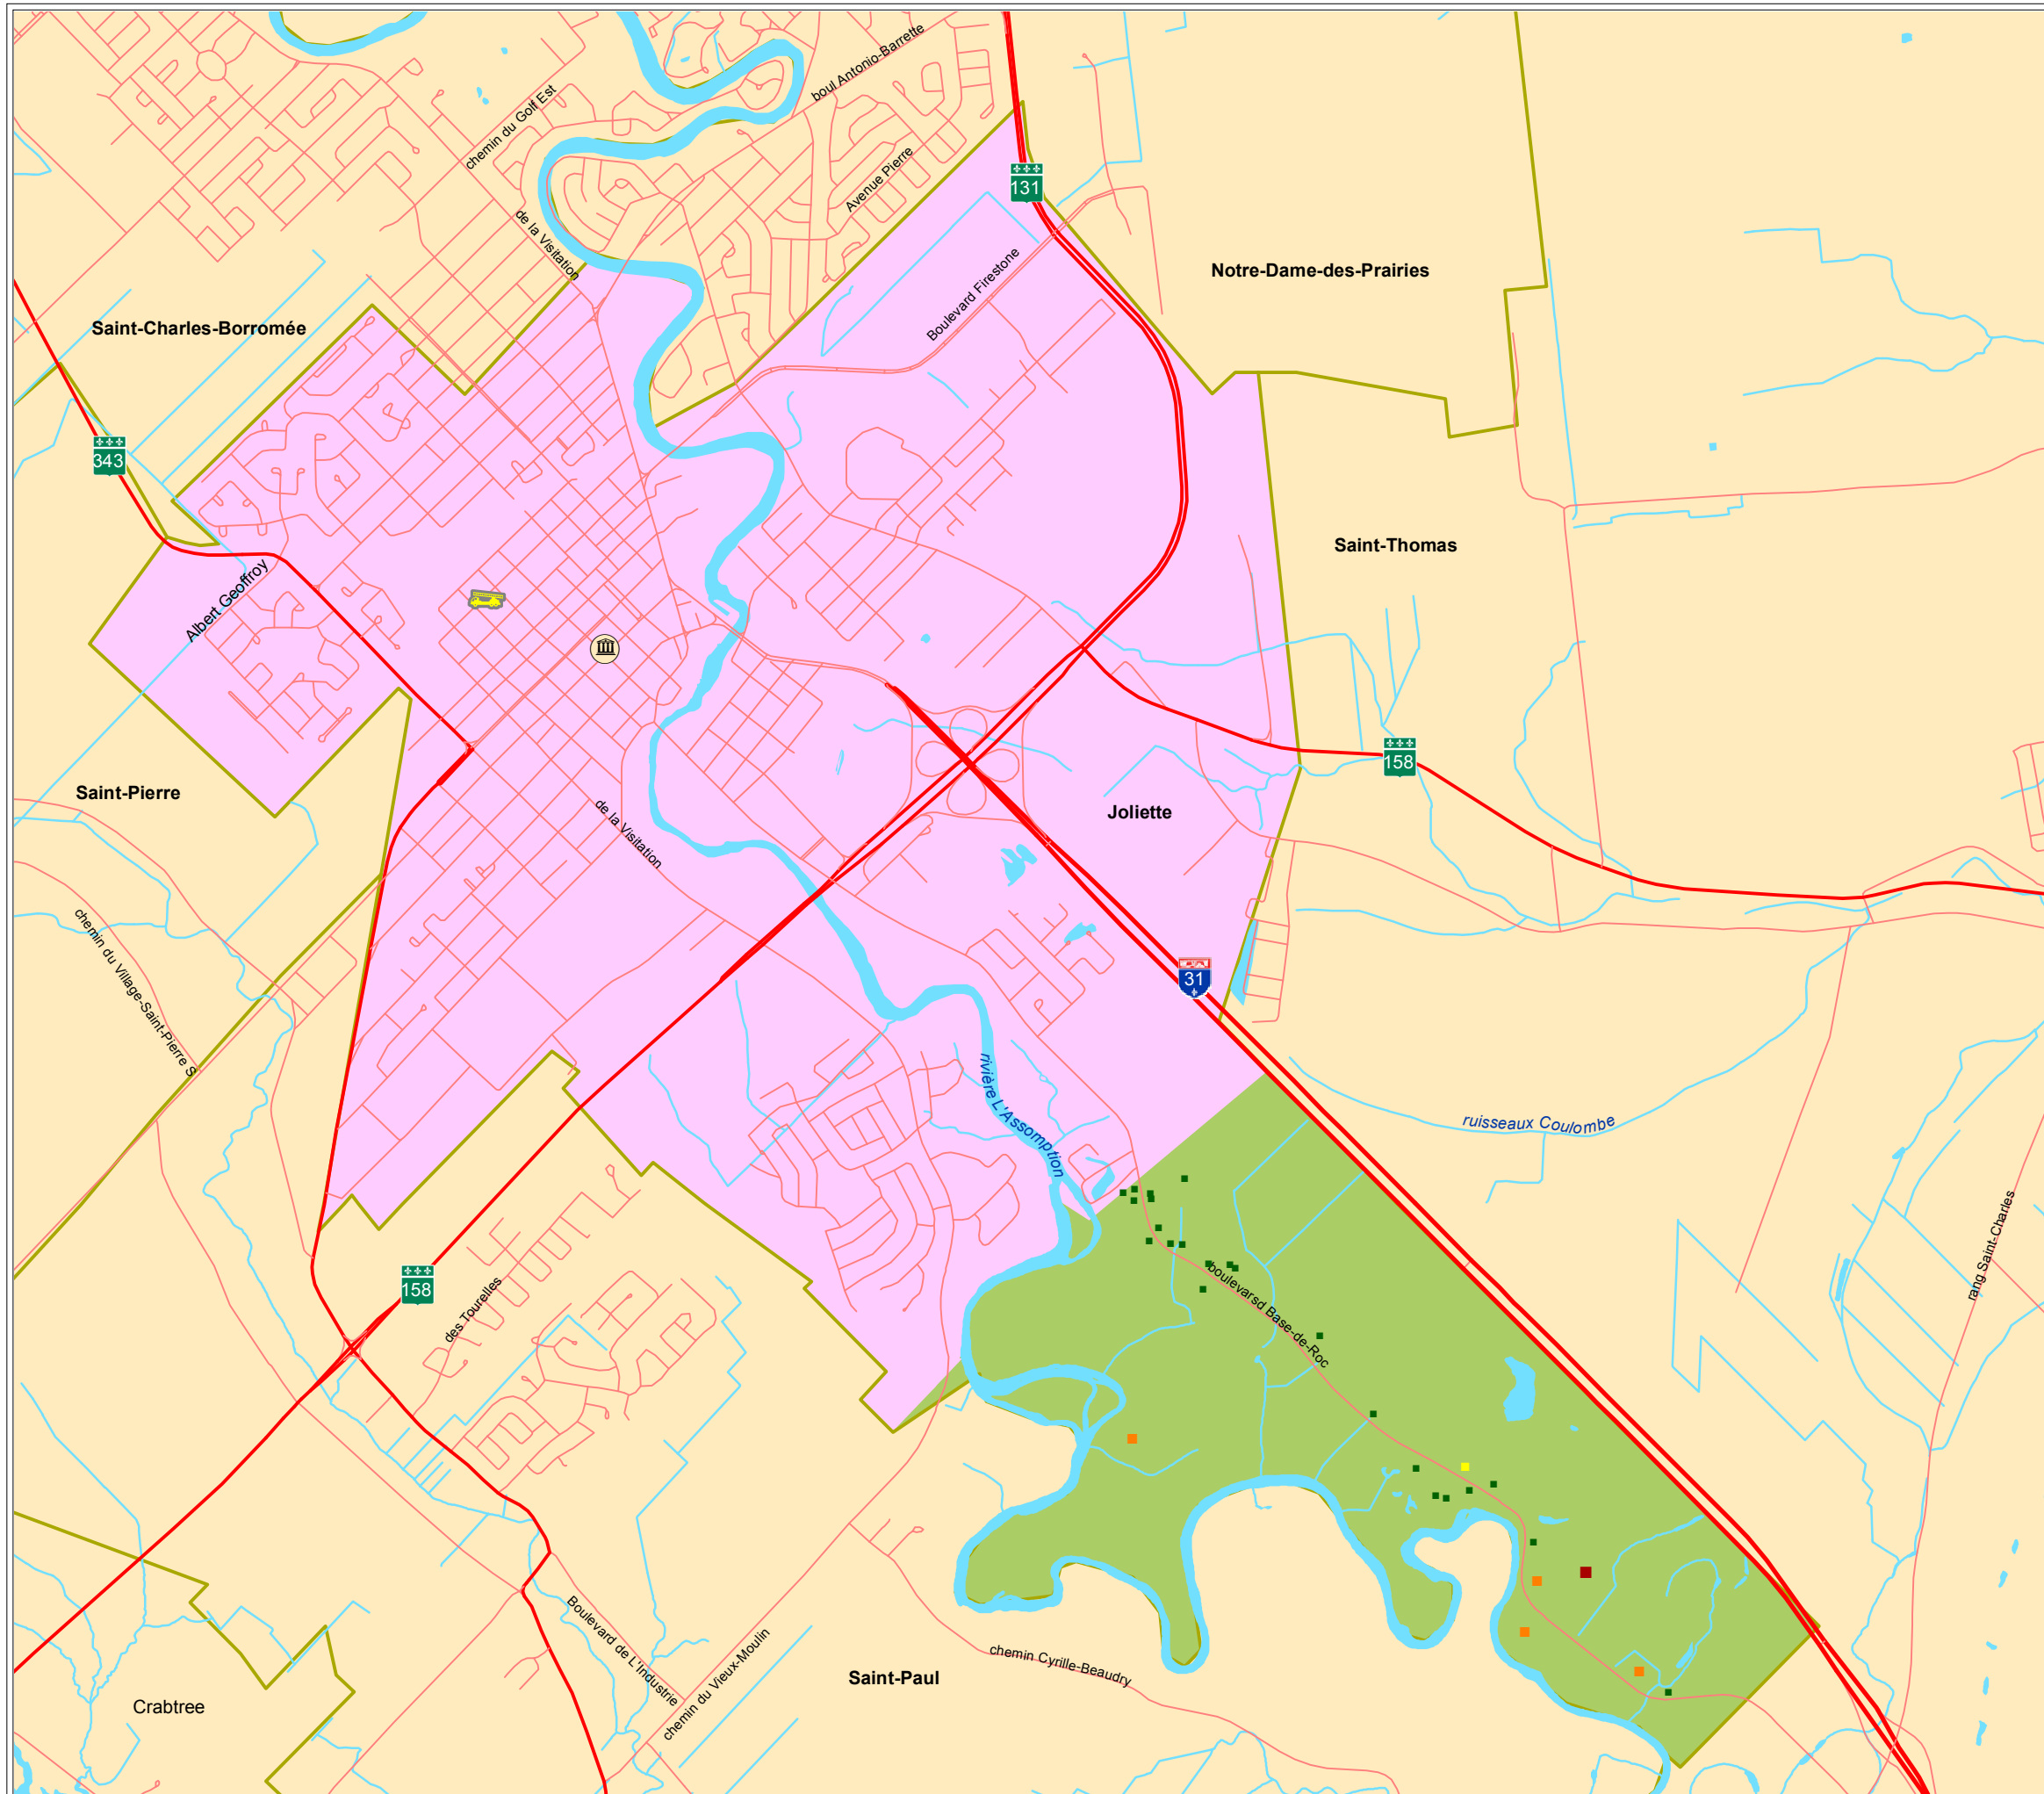 boul Antonio-Barrette
chemin du Golf Est
131
Avenue Pierre
de la Visitation
Notre-Dame-des-Prairies
Boulevard Firestone
Saint-Charles-Borromée
343
Saint-Thomas
Albert Geoffroy
158
Saint-Pierre
Joliette
de la Visitation
chemin du Village-Saint-Pierre S
31
rivière L'Assomption
ruisseaux Coulombe
rang Saint-Charles
158
des Tourelles
boulevarsd Base-de-Roc
Boulevard de L'Industrie
chemin du Vieux-Moulin
chemin Cyrille-Beaudry
Saint-Paul
Crabtree